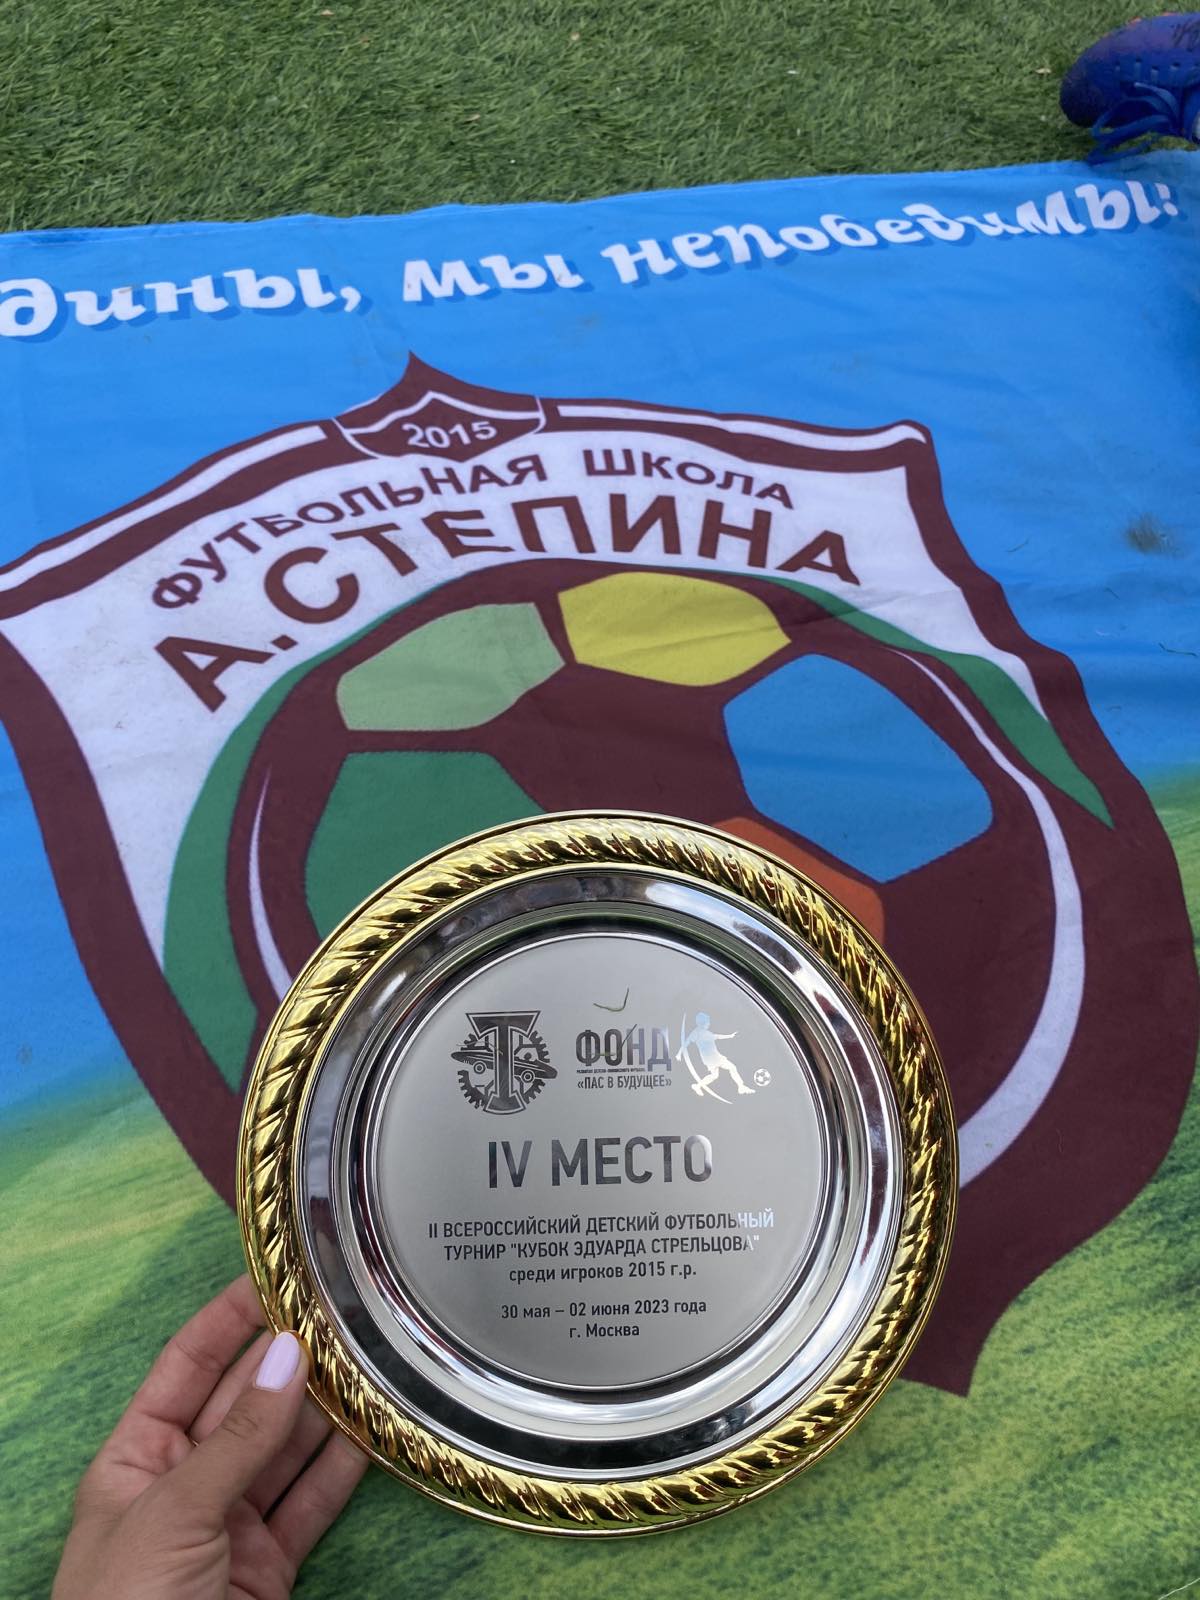 дины, мы непобедимы!
2015
ФУТБОЛЬНАЯ ШКОЛА
А.СТЕПИНА
Т
ФОНД
«ПАС В БУДУЩЕЕ»
IV МЕСТО
II ВСЕРОССИЙСКИЙ ДЕТСКИЙ ФУТБОЛЬНЫЙ
ТУРНИР "КУБОК ЭДУАРДА СТРЕЛЬЦОВА"
среди игроков 2015 г.р.
30 мая – 02 июня 2023 года
г. Москва